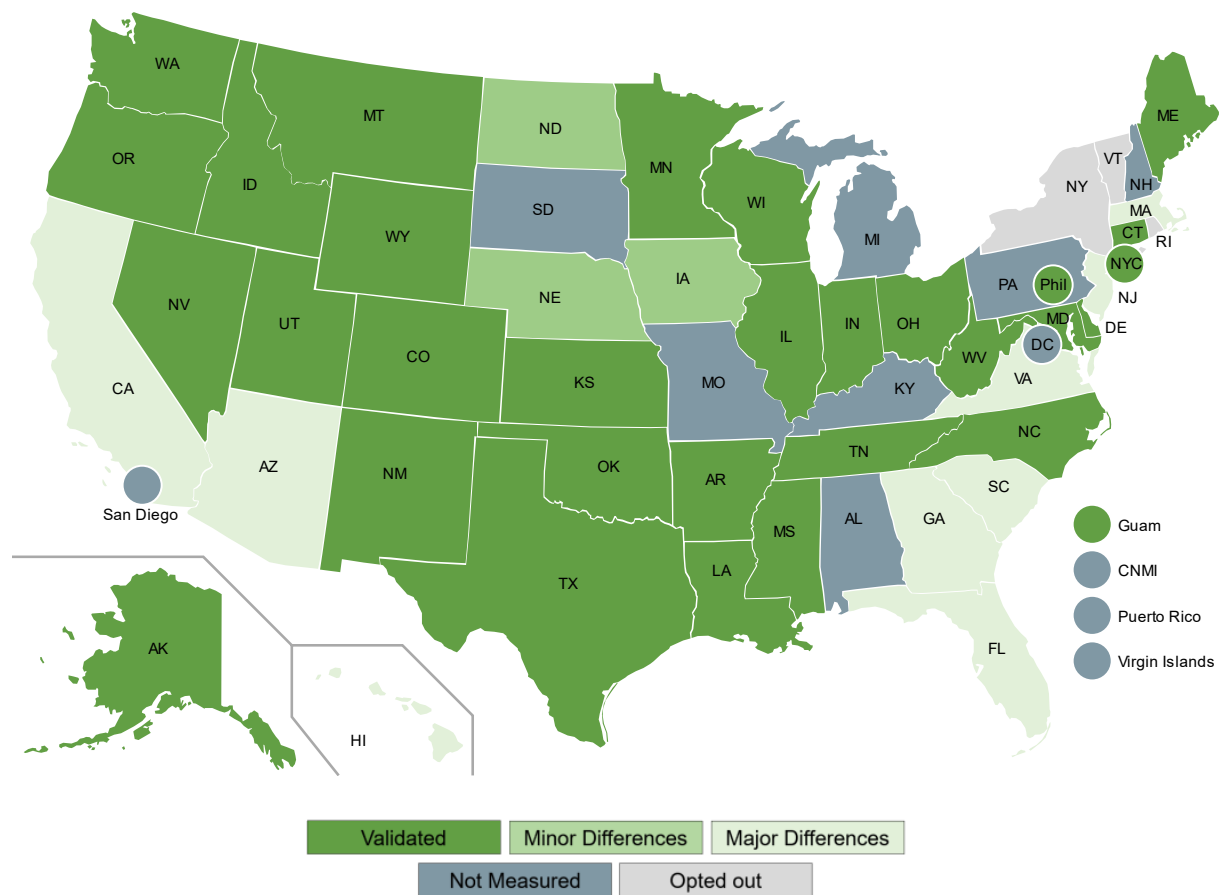 WA
ME
MT
ND
VT
OR
MN
NH
ID
NY
WI
SD
MA
WY
CT
RI
MI
NYC
IA
PA
Phil
NE
NV
NJ
UT
IL
IN
OH
MD
DE
CO
DC
WV
VA
CA
KS
MO
KY
NC
TN
AZ
OK
NM
AR
SC
San Diego
AL
GA
Guam
MS
LA
CNMI
TX
Puerto Rico
AK
FL
Virgin Islands
HI
Validated
Minor Differences
Major Differences
Not Measured
Opted out